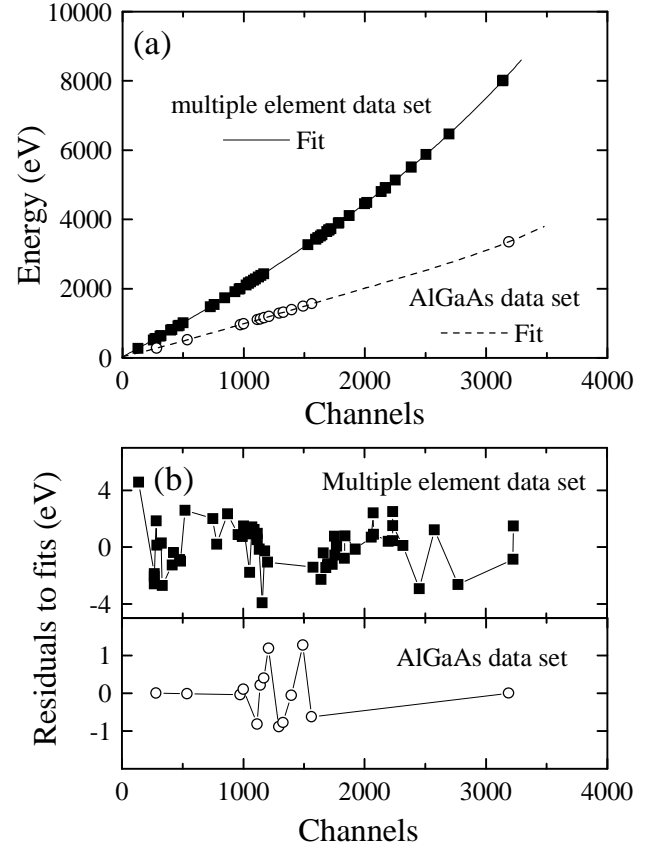 (a)
10000
8000
6000
4000
2000
0
Energy (eV)
multiple element data set
Fit
AlGaAs data set
Fit
0 1000 2000 3000 4000
Channels
(b)
Multiple element data set
4
0
-4
AlGaAs data set
1
0
-1
Residuals to fits (eV)
0 1000 2000 3000 4000
Channels